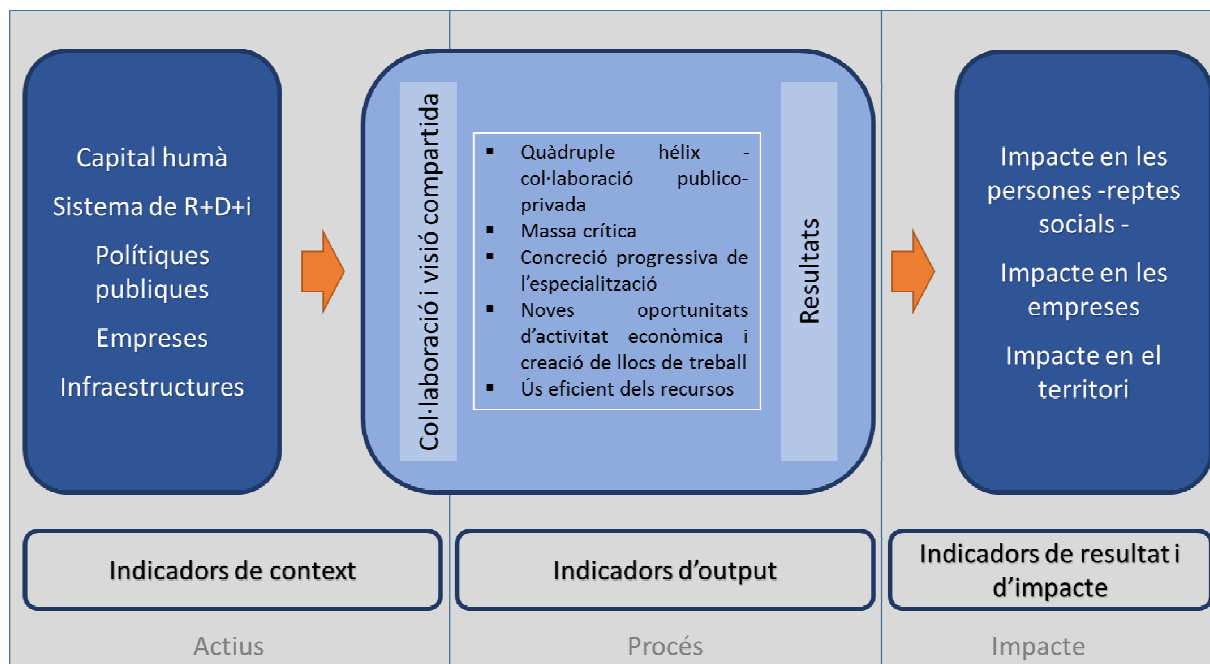 Capital humà
Sistema de R+D+i
Polítiques
publiques
Empreses
Infraestructures
Col·laboració i visió compartida
▪ Quàdruple hélix -
col·laboració publico-
privada
▪ Massa crítica
▪ Concreció progressiva de
l'especialització
▪ Noves oportunitats
d'activitat econòmica i
creació de llocs de treball
▪ Ús eficient dels recursos
Resultats
Impacte en les
persones -reptes
socials -
Impacte en les
empreses
Impacte en el
territori
Indicadors de context
Indicadors d'output
Indicadors de resultat i
d'impacte
Actius
Procés
Impacte